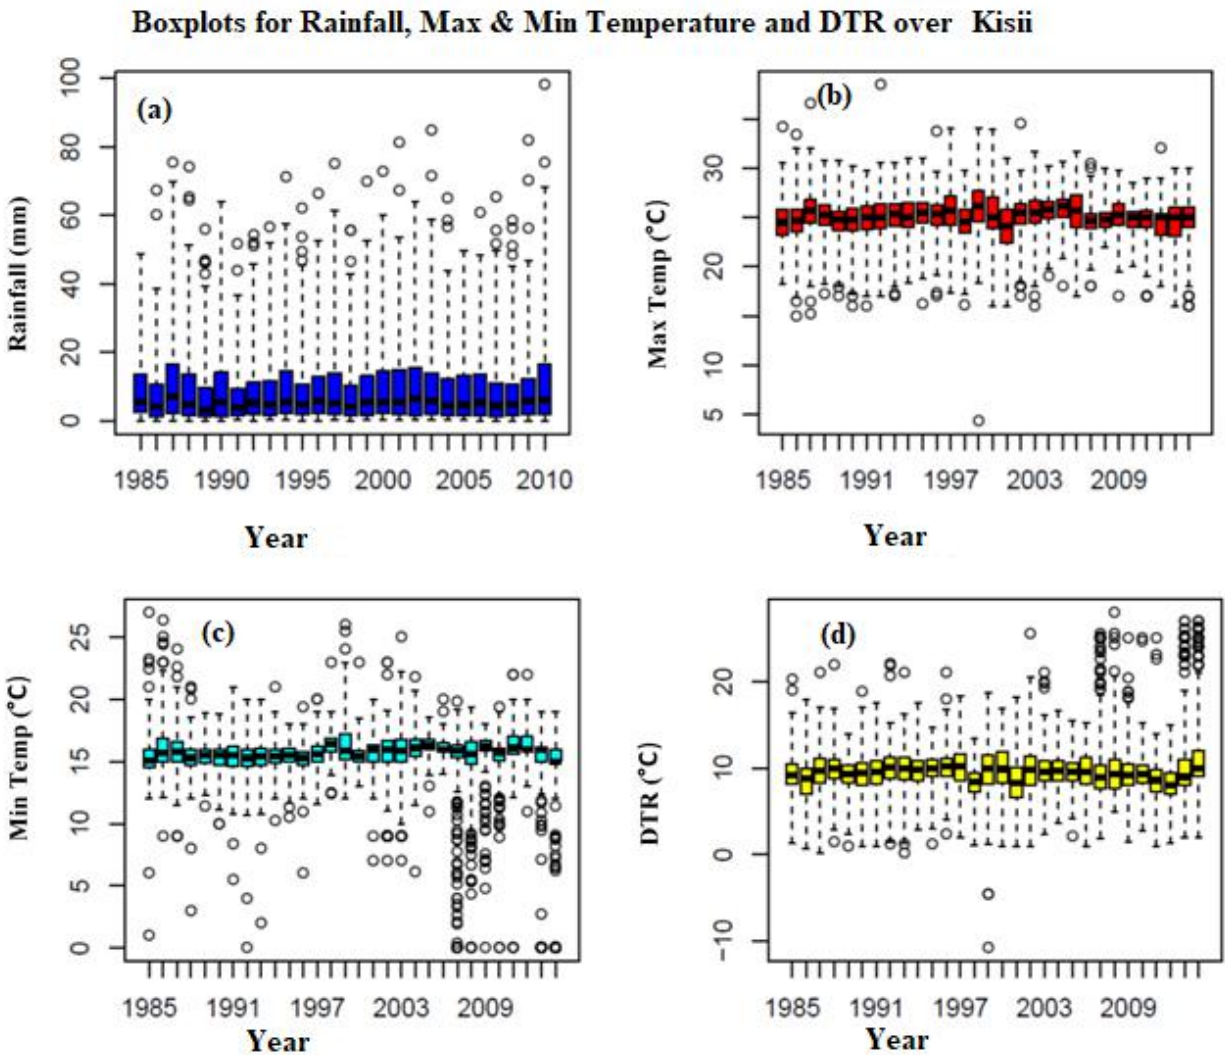 Boxplots for Rainfall, Max & Min Temperature and DTR over Kisii
(a)
100
80
60
40
20
0
Rainfall (mm)
1985 1990 1995 2000 2005 2010
Year
(b)
30
20
10
5
Max Temp (°C)
1985 1991 1997 2003 2009
Year
(c)
25
20
15
10
5
0
Min Temp (°C)
1985 1991 1997 2003 2009
Year
(d)
20
10
0
-10
DTR (°C)
1985 1991 1997 2003 2009
Year